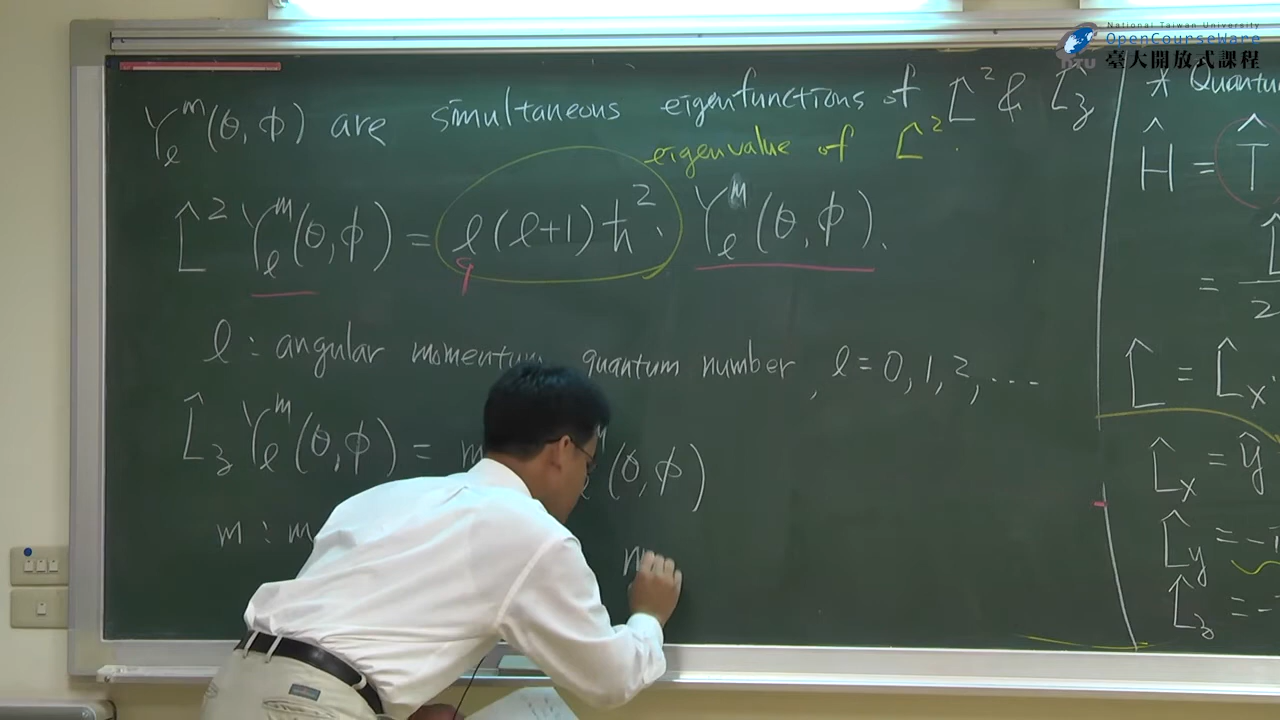 National Taiwan University
OpenCourseWare
臺大開放式課程
Y_ℓ^m(θ, ϕ) are simultaneous eigenfunctions of L̂² & L̂_z
eigenvalue of L̂².
L̂² Y_ℓ^m(θ, ϕ) = ℓ(ℓ+1)ħ² · Y_ℓ^m(θ, ϕ).
ℓ : angular momentum quantum number, ℓ = 0, 1, 2, ....
L̂_z Y_ℓ^m(θ, ϕ) = m (θ, ϕ)
m : m
* Quantu
Ĥ = T̂
= 2
L̂ = L̂_x
L̂_x = ŷ
L̂_y = -i
L̂_z = -